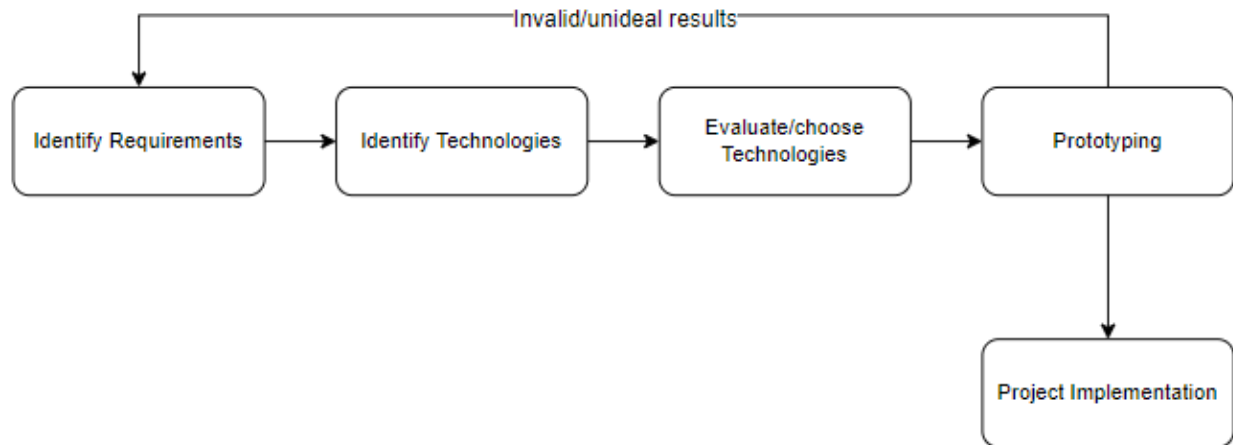 Invalid/unideal results
Identify Requirements
Identify Technologies
Evaluate/choose
Technologies
Prototyping
Project Implementation